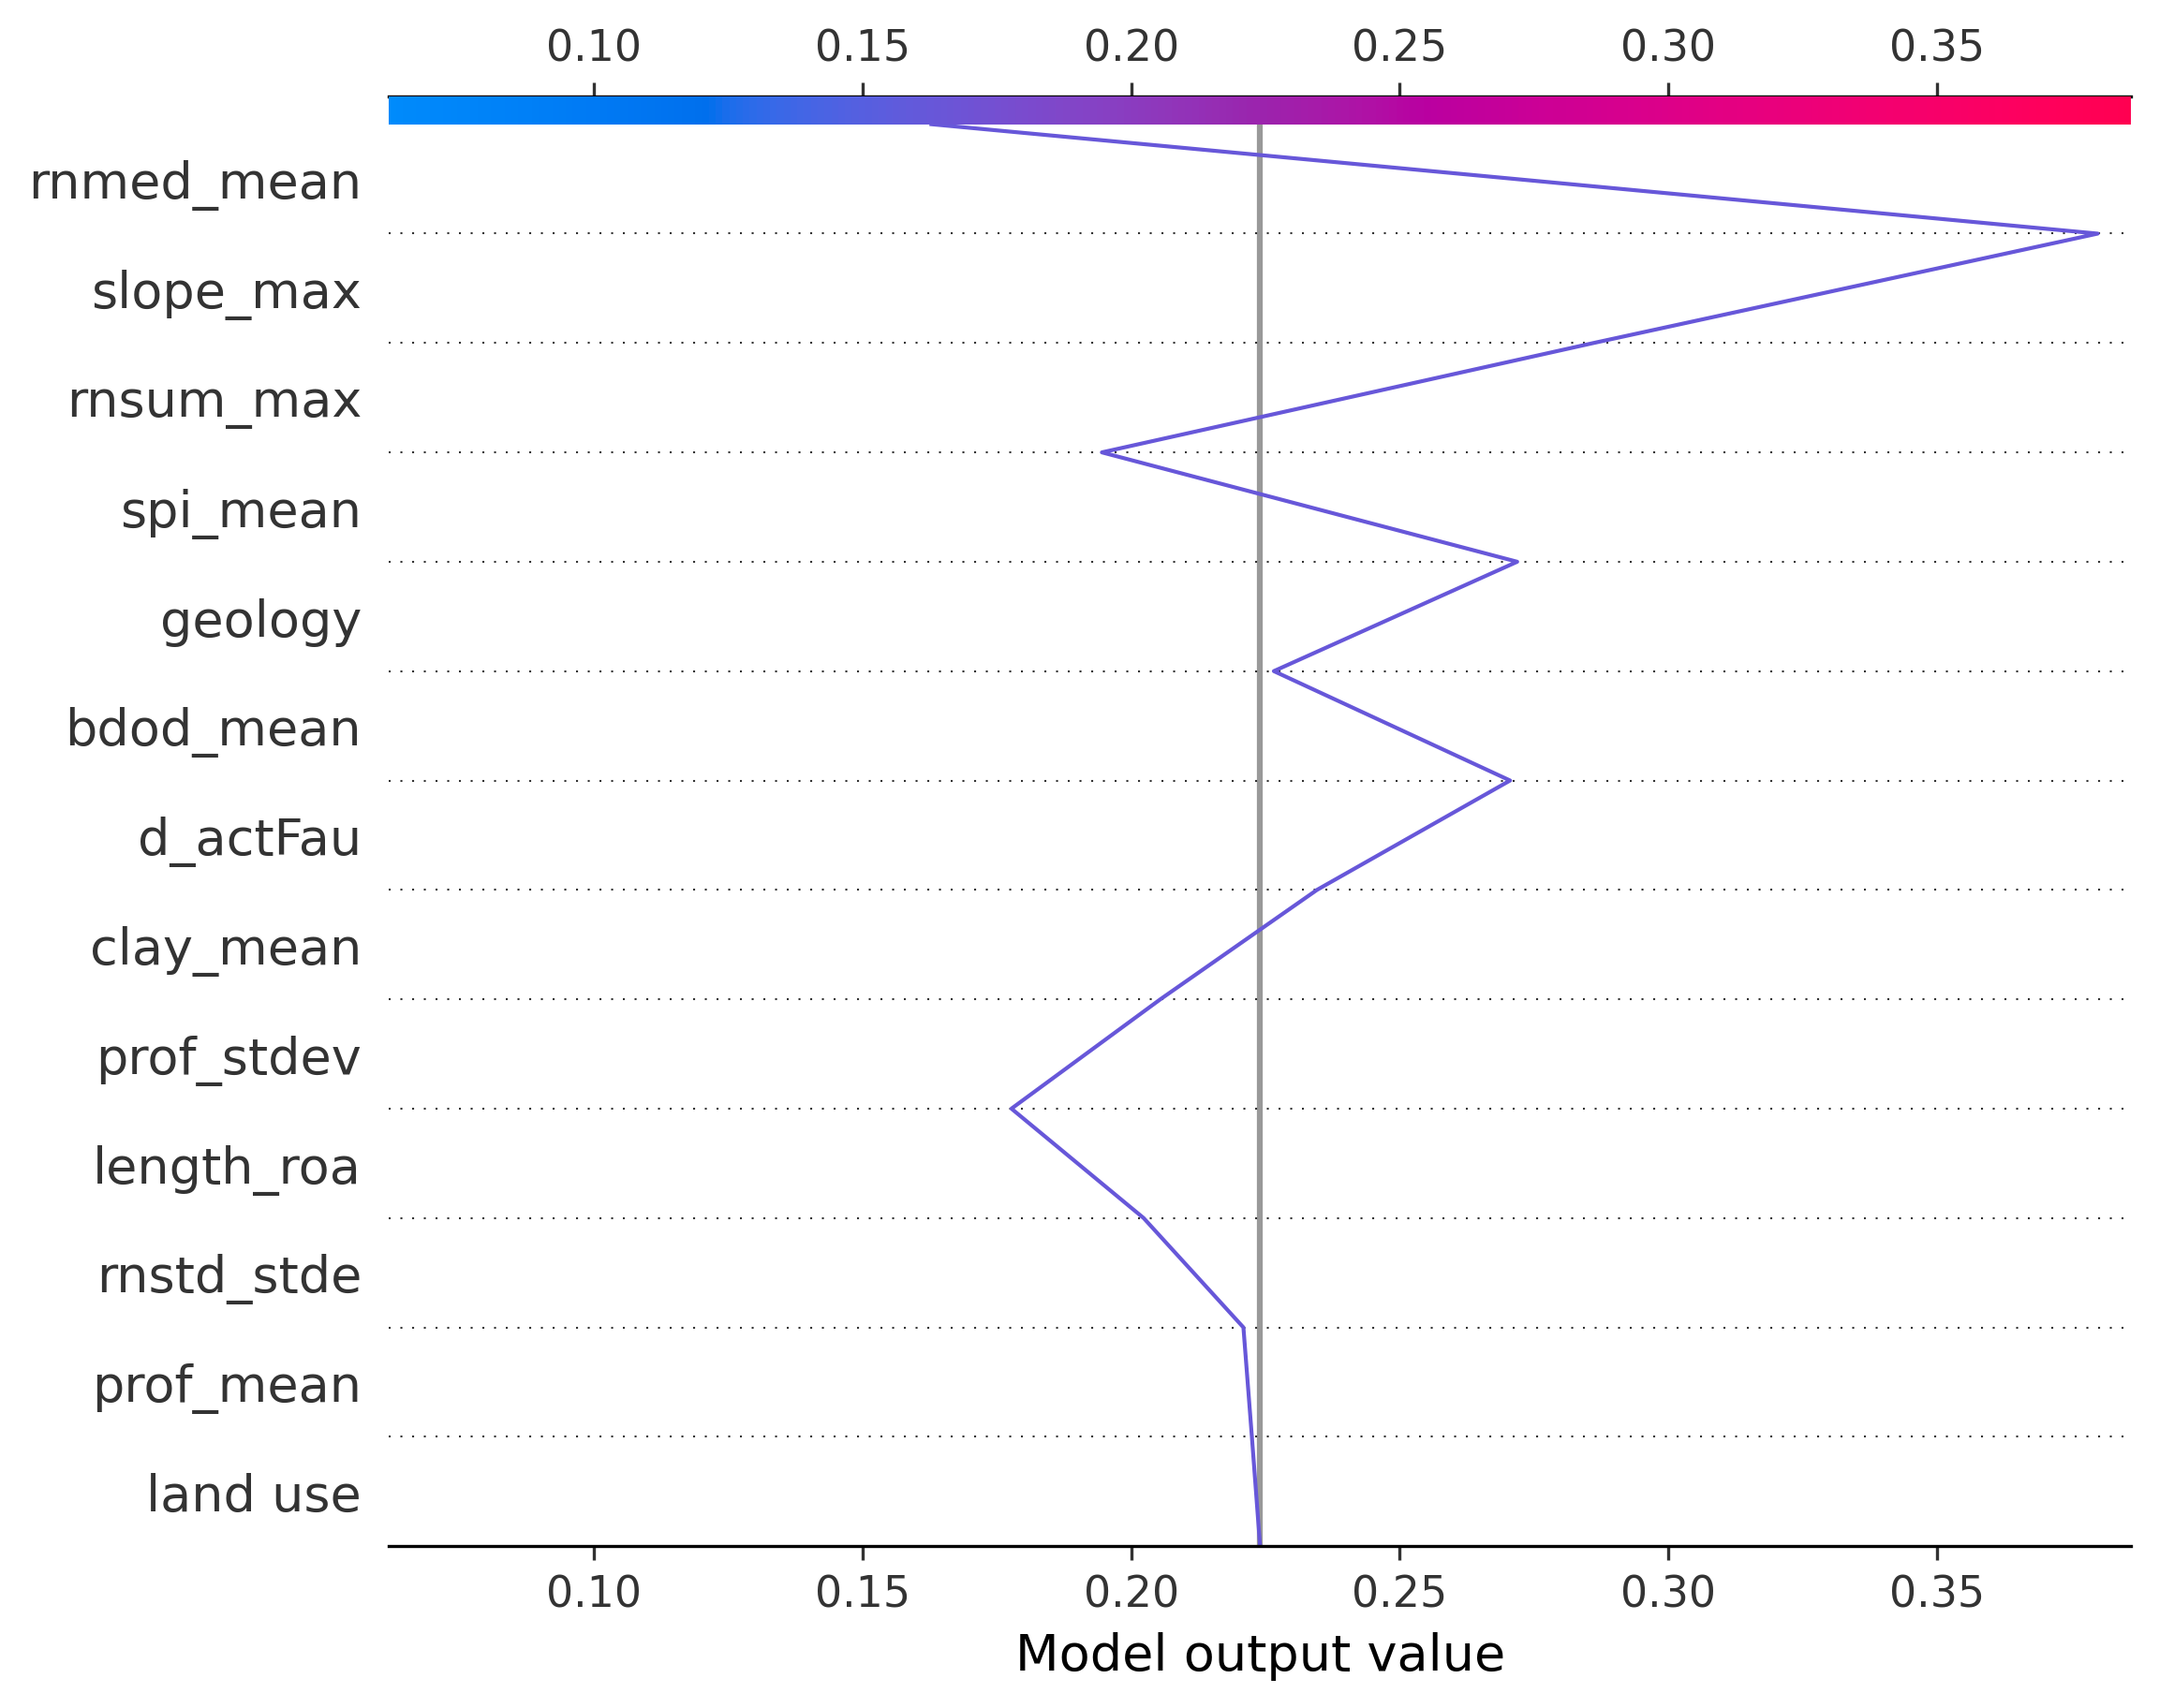 0.10 0.15 0.20 0.25 0.30 0.35
rnmed_mean
slope_max
rnsum_max
spi_mean
geology
bdod_mean
d_actFau
clay_mean
prof_stdev
length_roa
rnstd_stde
prof_mean
land use
0.10 0.15 0.20 0.25 0.30 0.35
Model output value